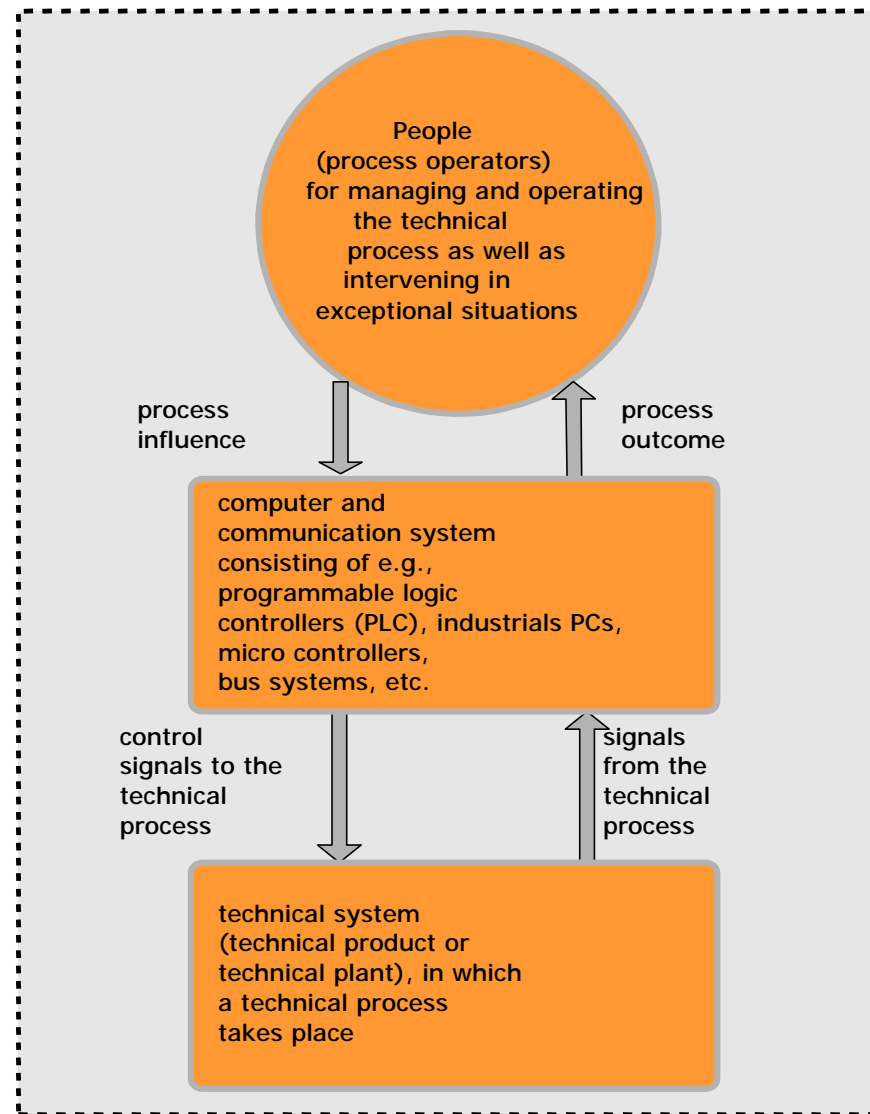 People
(process operators)
for managing and operating
the technical
process as well as
intervening in
exceptional situations
process
influence
process
outcome
computer and
communication system
consisting of e.g.,
programmable logic
controllers (PLC), industrials PCs,
micro controllers,
bus systems, etc.
control
signals to the
technical
process
signals
from the
technical
process
technical system
(technical product or
technical plant), in which
a technical process
takes place